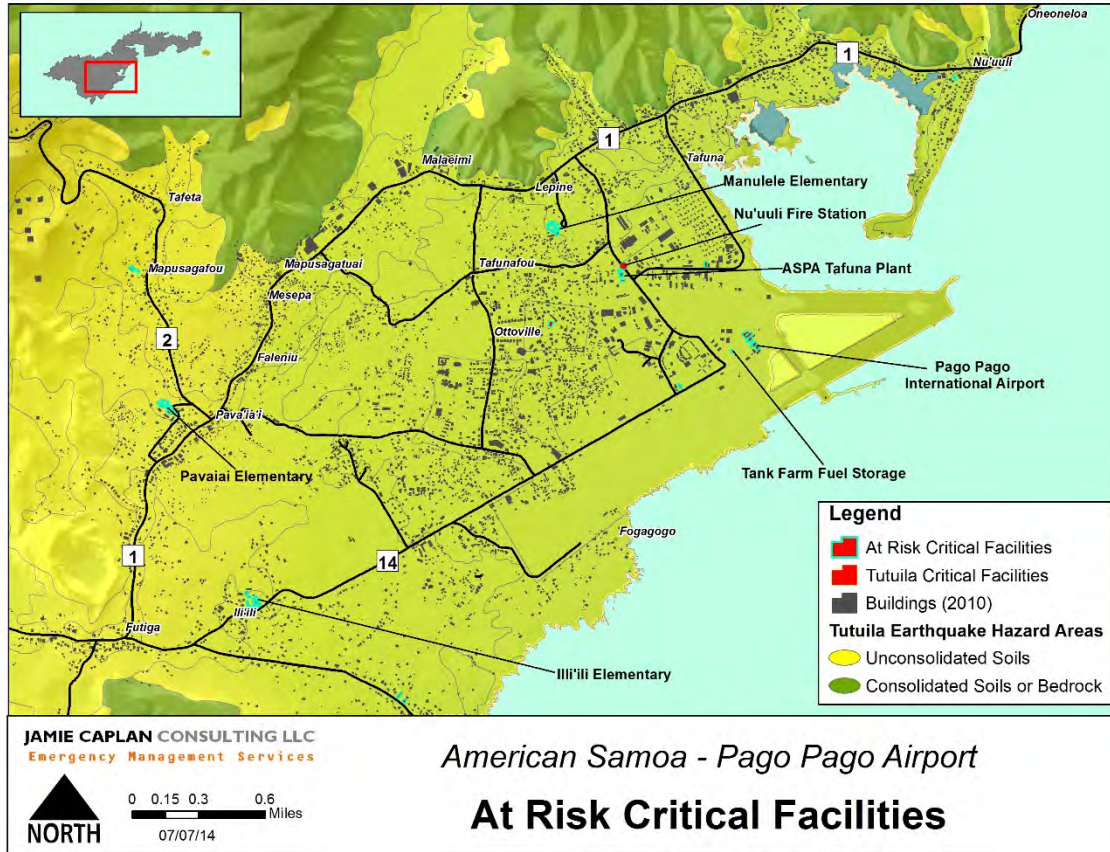 Oneoneloa
1
Nu'uuli
1
Malaeimi
Tafuna
Lepine
Manulele Elementary
Tafeta
Nu'uuli Fire Station
Mapusagafou
Mapusagatuai
Tafunafou
ASPA Tafuna Plant
Mesepa
2
Ottoville
Faleniu
Pago Pago
International Airport
Pava'ia'i
Pavaiai Elementary
Tank Farm Fuel Storage
Fogagogo
1
14
Ili'ili
Futiga
Illi'ili Elementary
Legend
At Risk Critical Facilities
Tutuila Critical Facilities
Buildings (2010)
Tutuila Earthquake Hazard Areas
Unconsolidated Soils
Consolidated Soils or Bedrock
JAMIE CAPLAN CONSULTING LLC
Emergency Management Services
NORTH
0 0.15 0.3 0.6
Miles
07/07/14
American Samoa - Pago Pago Airport
At Risk Critical Facilities